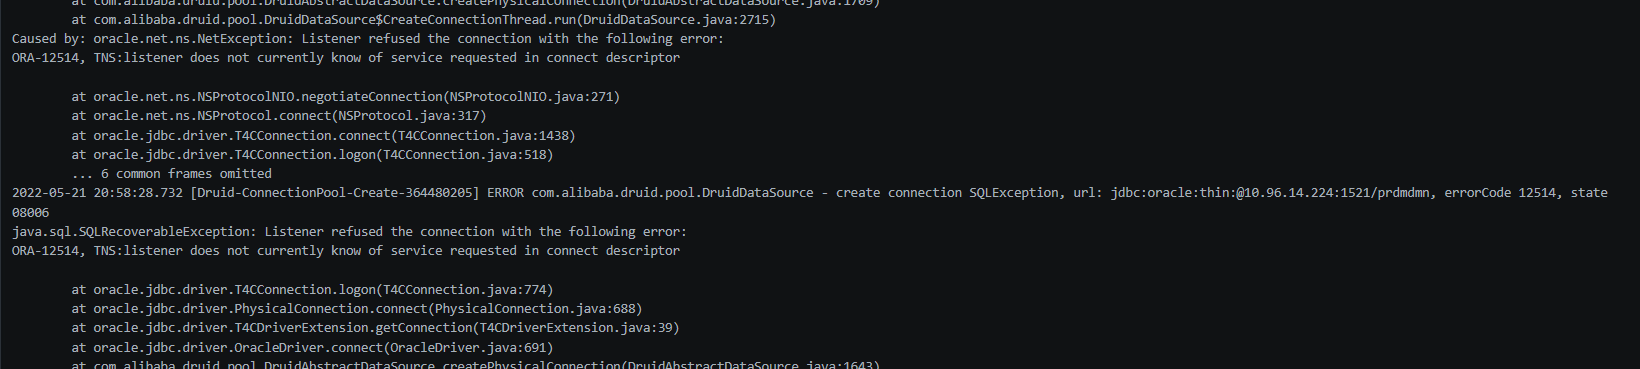 at com.alibaba.druid.pool.DruidAbstractDataSource.createPhysicalConnection(DruidAbstractDataSource.java:1709)
at com.alibaba.druid.pool.DruidDataSource$CreateConnectionThread.run(DruidDataSource.java:2715)
Caused by: oracle.net.ns.NetException: Listener refused the connection with the following error:
ORA-12514, TNS:listener does not currently know of service requested in connect descriptor
at oracle.net.ns.NSProtocolNIO.negotiateConnection(NSProtocolNIO.java:271)
at oracle.net.ns.NSProtocol.connect(NSProtocol.java:317)
at oracle.jdbc.driver.T4CConnection.connect(T4CConnection.java:1438)
at oracle.jdbc.driver.T4CConnection.logon(T4CConnection.java:518)
... 6 common frames omitted
2022-05-21 20:58:28.732 [Druid-ConnectionPool-Create-364480205] ERROR com.alibaba.druid.pool.DruidDataSource - create connection SQLException, url: jdbc:oracle:thin:@10.96.14.224:1521/prdmdmn, errorCode 12514, state
08006
java.sql.SQLRecoverableException: Listener refused the connection with the following error:
ORA-12514, TNS:listener does not currently know of service requested in connect descriptor
at oracle.jdbc.driver.T4CConnection.logon(T4CConnection.java:774)
at oracle.jdbc.driver.PhysicalConnection.connect(PhysicalConnection.java:688)
at oracle.jdbc.driver.T4CDriverExtension.getConnection(T4CDriverExtension.java:39)
at oracle.jdbc.driver.OracleDriver.connect(OracleDriver.java:691)
at com.alibaba.druid.pool.DruidAbstractDataSource.createPhysicalConnection(DruidAbstractDataSource.java:1643)